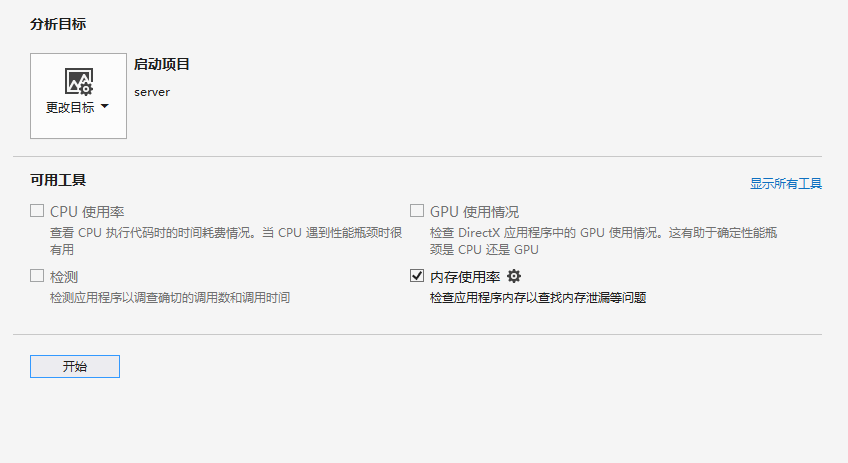 分析目标
启动项目
server
更改目标
可用工具
显示所有工具
CPU 使用率
查看 CPU 执行代码时的时间耗费情况。当 CPU 遇到性能瓶颈时很
有用
GPU 使用情况
检查 DirectX 应用程序中的 GPU 使用情况。这有助于确定性能瓶
颈是 CPU 还是 GPU
检测
检测应用程序以调查确切的调用数和调用时间
内存使用率
检查应用程序内存以查找内存泄漏等问题
开始